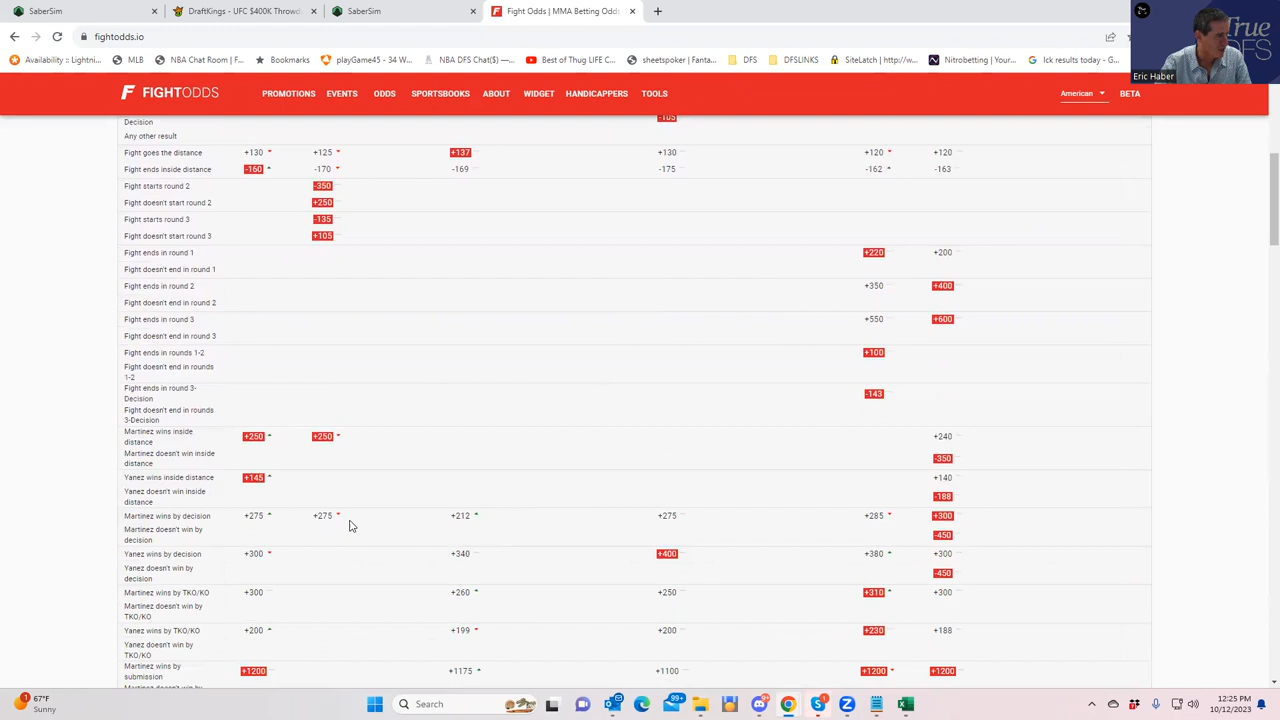 SaberSim
DraftKings - UFC $400K Throwd
SaberSim
Fight Odds | MMA Betting Odds
fightodds.io
True
DFS
Availability :: Lightni...
MLB
NBA Chat Room | F...
Bookmarks
playGame45 - 34 W...
NBA DFS Chat($) —...
Best of Thug LIFE C...
sheetspoker | Fanta...
DFS
DFSLINKS
SiteLatch | http://w...
Nitrobetting | Your...
lck results today - G...
Eric Haber
FIGHTODDS
PROMOTIONS EVENTS ODDS SPORTSBOOKS ABOUT WIDGET HANDICAPPERS TOOLS
American
BETA
Decision -105
Any other result
Fight goes the distance +130 +125 +137 +130 +120 +120
Fight ends inside distance -160 -170 -169 -175 -162 -163
Fight starts round 2 -350
Fight doesn't start round 2 +250
Fight starts round 3 -135
Fight doesn't start round 3 +105
Fight ends in round 1 +220 +200
Fight doesn't end in round 1
Fight ends in round 2 +350 +400
Fight doesn't end in round 2
Fight ends in round 3 +550 +600
Fight doesn't end in round 3
Fight ends in rounds 1-2 +100
Fight doesn't end in rounds
1-2
Fight ends in round 3-
Decision -143
Fight doesn't end in rounds
3-Decision
Martinez wins inside
distance +250 +250 +240
Martinez doesn't win inside
distance -350
Yanez wins inside distance +145 +140
Yanez doesn't win inside
distance -188
Martinez wins by decision +275 +275 +212 +275 +285 +300
Martinez doesn't win by
decision -450
Yanez wins by decision +300 +340 +400 +380 +300
Yanez doesn't win by
decision -450
Martinez wins by TKO/KO +300 +260 +250 +310 +300
Martinez doesn't win by
TKO/KO
Yanez wins by TKO/KO +200 +199 +200 +230 +188
Yanez doesn't win by
TKO/KO
Martinez wins by
submission +1200 +1175 +1100 +1200 +1200
67°F
Sunny
Search
99+
12:25 PM
10/12/2023